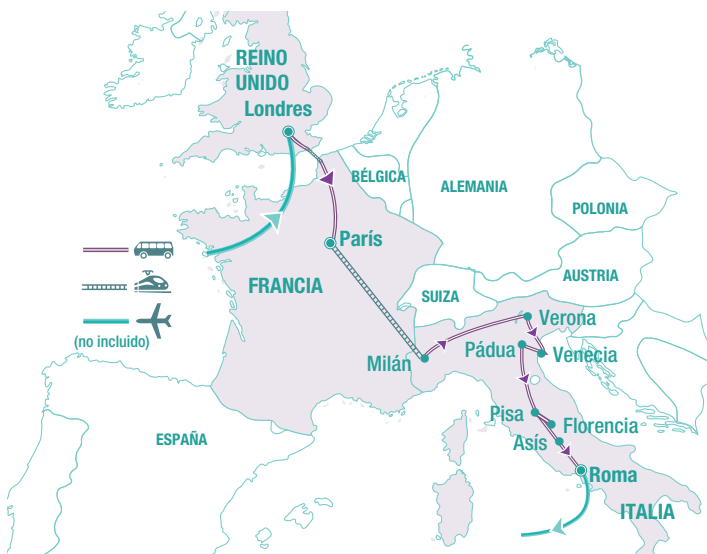 REINO
UNIDO
Londres
BÉLGICA
ALEMANIA
POLONIA
París
AUSTRIA
FRANCIA
SUIZA
(no incluido)
Verona
Pádua
Venecia
Milán
Pisa
Florencia
ESPAÑA
Asís
Roma
ITALIA